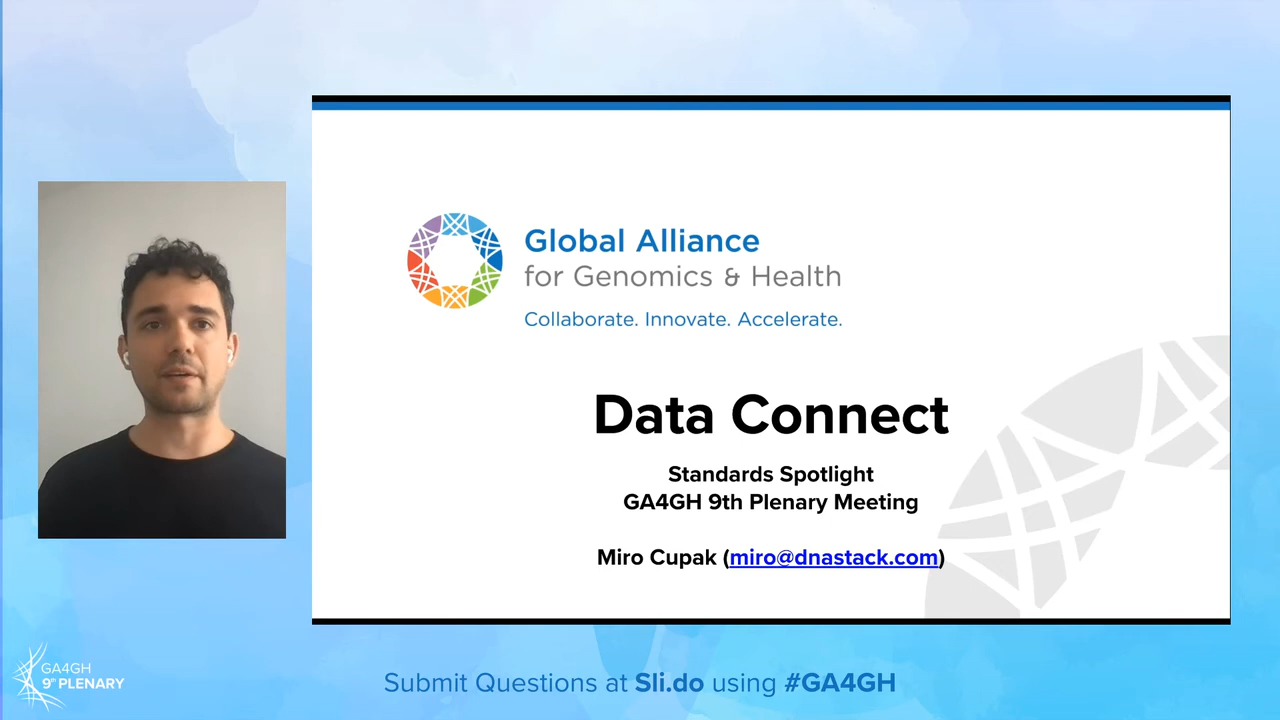 Global Alliance
for Genomics & Health
Collaborate. Innovate. Accelerate.
Data Connect
Standards Spotlight
GA4GH 9th Plenary Meeting
Miro Cupak (miro@dnastack.com)
GA4GH
9th PLENARY
Submit Questions at Sli.do using #GA4GH